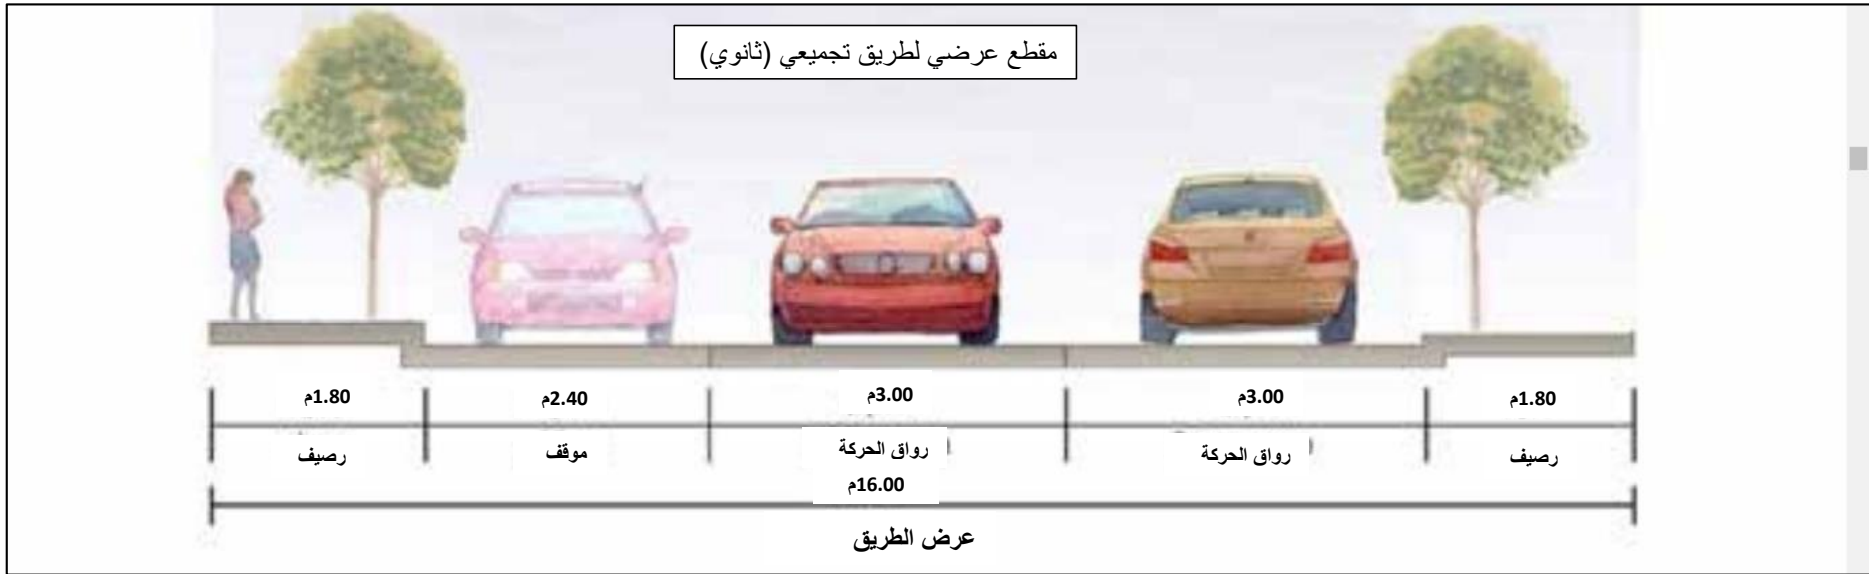 مقطع عرضي لطريق تجميعي (ثانوي)
1.80م 3.00م 3.00م 2.40م 1.80م
رصيف رواق الحركة رواق الحركة موقف رصيف
16.00م
عرض الطريق